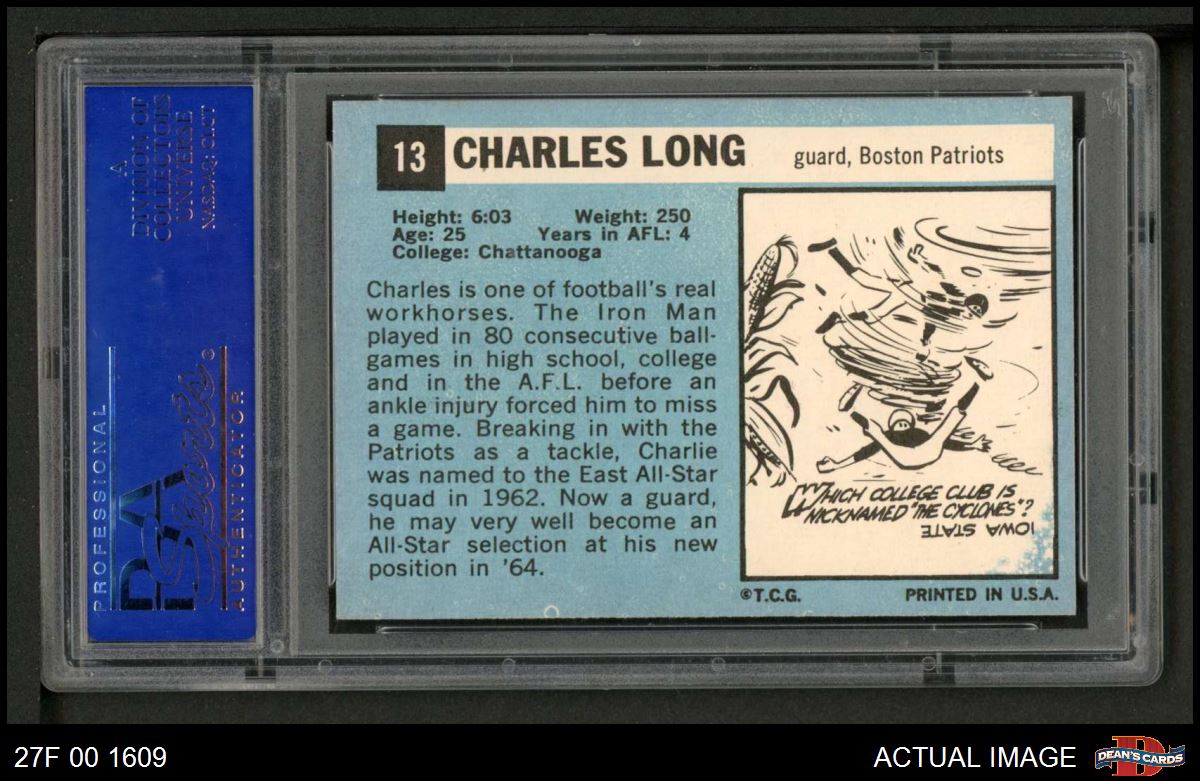 A
DIVISION OF
COLLECTORS
UNIVERSE
NASDAQ: CLCT
PROFESSIONAL
PSA
Sports
AUTHENTICATOR
13 CHARLES LONG guard, Boston Patriots
Height: 6:03 Weight: 250
Age: 25 Years in AFL: 4
College: Chattanooga
Charles is one of football's real
workhorses. The Iron Man
played in 80 consecutive ball-
games in high school, college
and in the A.F.L. before an
ankle injury forced him to miss
a game. Breaking in with the
Patriots as a tackle, Charlie
was named to the East All-Star
squad in 1962. Now a guard,
he may very well become an
All-Star selection at his new
position in '64.
WHICH COLLEGE CLUB IS
NICKNAMED "THE CYCLONES"?
IOWA STATE
©T.C.G. PRINTED IN U.S.A.
27F 00 1609
ACTUAL IMAGE
D
DEAN'S CARDS